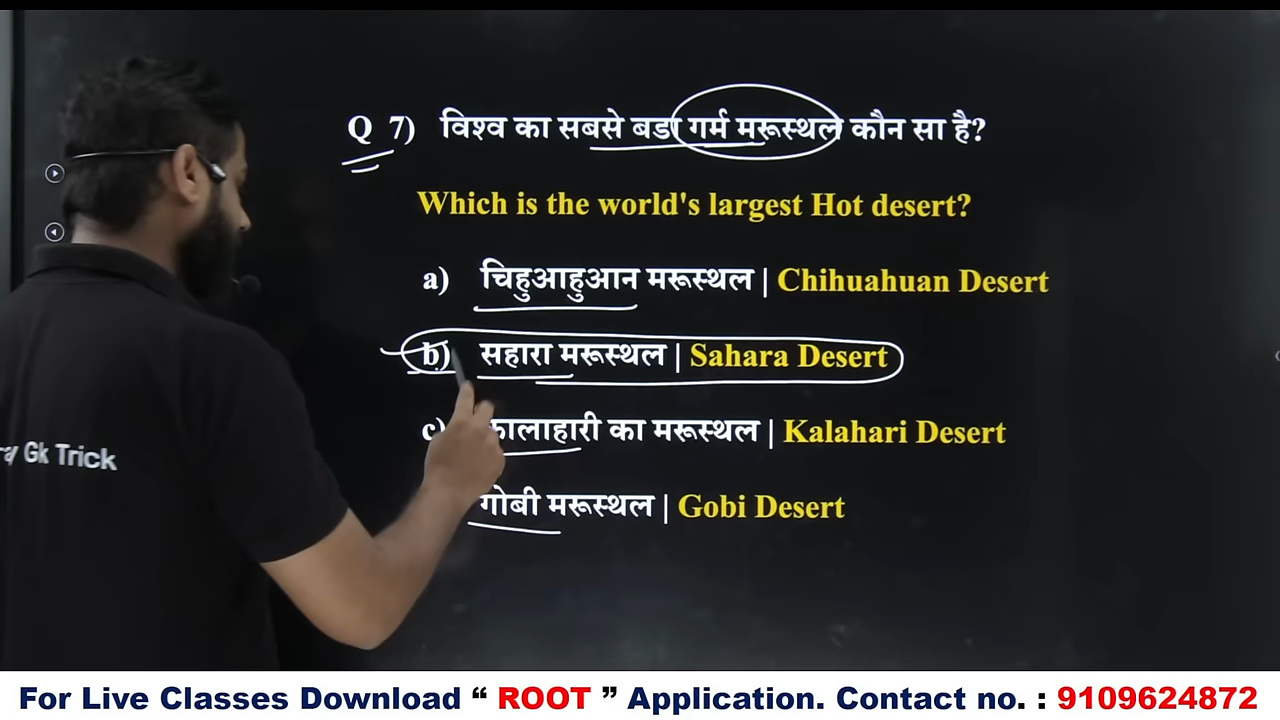 Q 7) विश्व का सबसे बडा गर्म मरूस्थल कौन सा है?
Which is the world's largest Hot desert?
a) चिहुआहुआन मरूस्थल | Chihuahuan Desert
b) सहारा मरूस्थल | Sahara Desert
c) कालाहारी का मरूस्थल | Kalahari Desert
गोबी मरूस्थल | Gobi Desert
Gk Trick
For Live Classes Download “ ROOT ” Application. Contact no. : 9109624872